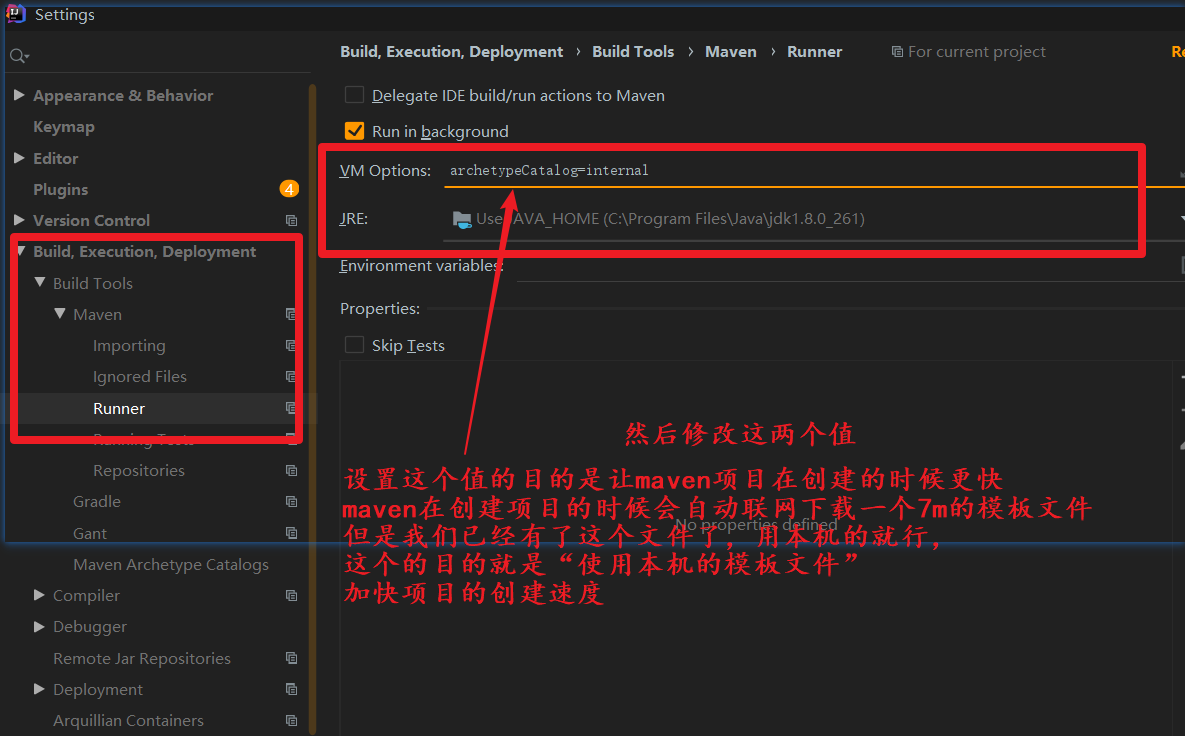 Settings
Build, Execution, Deployment › Build Tools › Maven › Runner For current project Re
Appearance & Behavior
Keymap
Editor
Plugins 4
Version Control
Build, Execution, Deployment
Build Tools
Maven
Importing
Ignored Files
Runner
Running Tests
Repositories
Gradle
Gant
Maven Archetype Catalogs
Compiler
Debugger
Remote Jar Repositories
Deployment
Arquillian Containers
Delegate IDE build/run actions to Maven
Run in background
VM Options: archetypeCatalog=internal
JRE: Use JAVA_HOME (C:\Program Files\Java\jdk1.8.0_261)
Environment variables:
Properties:
Skip Tests
No properties defined
然后修改这两个值
设置这个值的目的是让maven项目在创建的时候更快
maven在创建项目的时候会自动联网下载一个7m的模板文件
但是我们已经有了这个文件了，用本机的就行，
这个的目的就是“使用本机的模板文件”
加快项目的创建速度